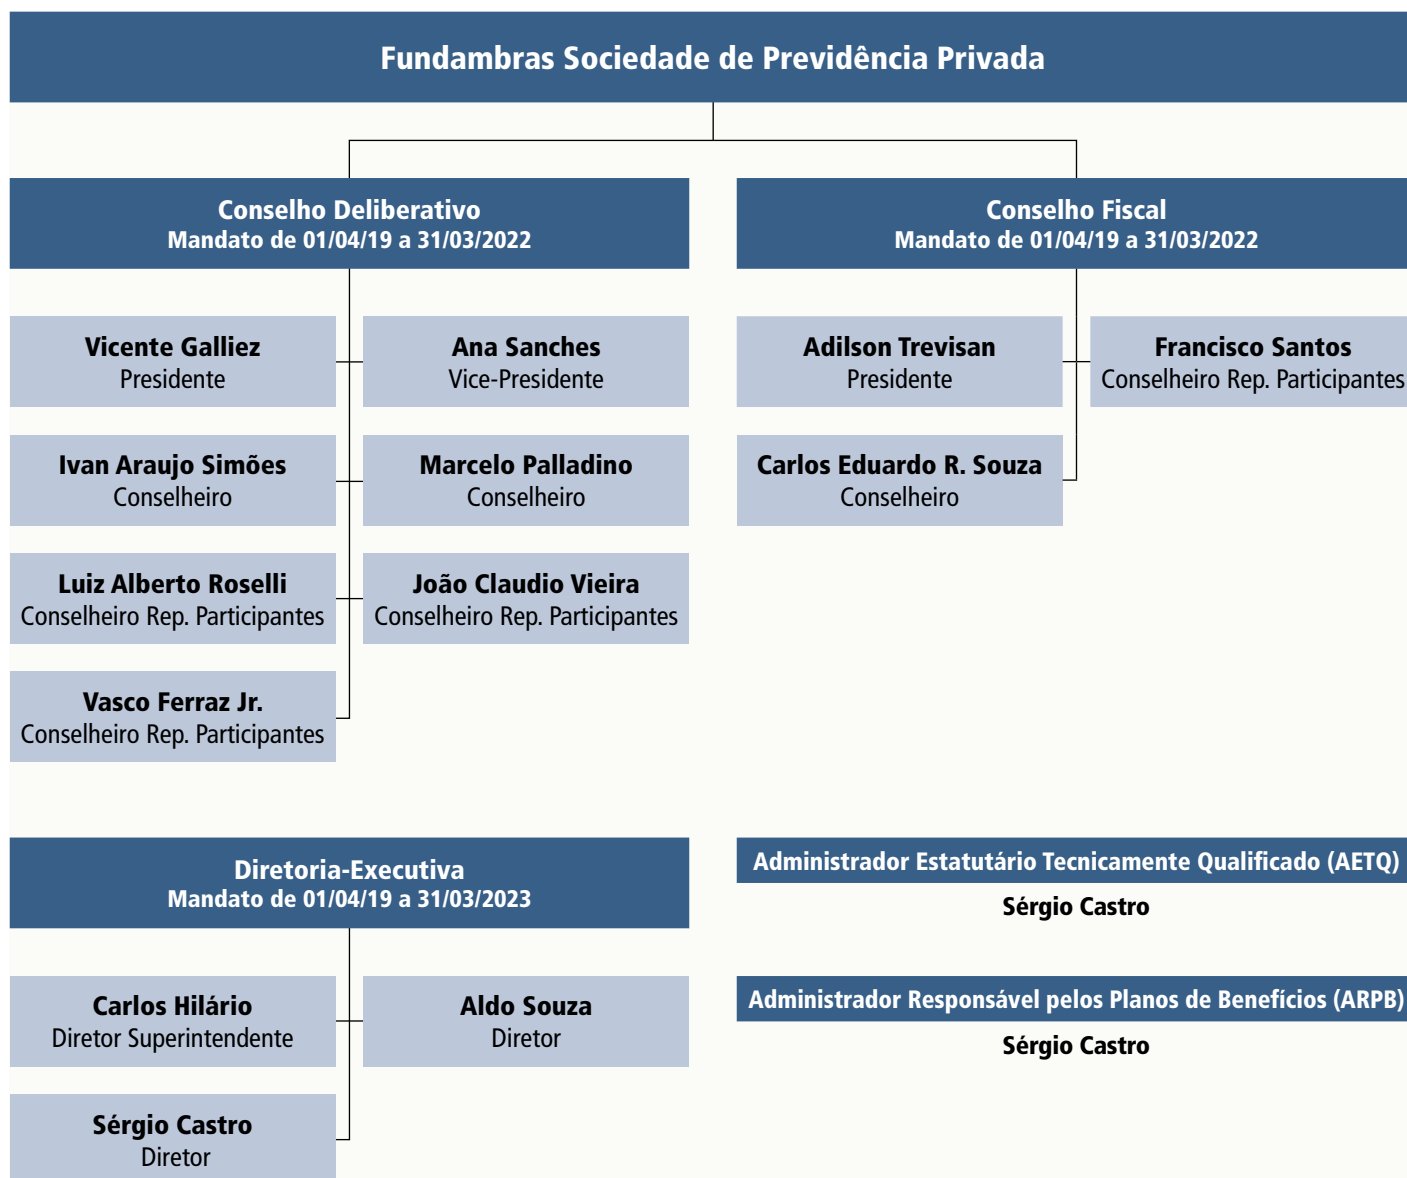 Fundambras Sociedade de Previdência Privada
Conselho Deliberativo
Mandato de 01/04/19 a 31/03/2022
Vicente Galliez
Presidente
Ana Sanches
Vice-Presidente
Ivan Araujo Simões
Conselheiro
Marcelo Palladino
Conselheiro
Luiz Alberto Roselli
Conselheiro Rep. Participantes
João Claudio Vieira
Conselheiro Rep. Participantes
Vasco Ferraz Jr.
Conselheiro Rep. Participantes
Conselho Fiscal
Mandato de 01/04/19 a 31/03/2022
Adilson Trevisan
Presidente
Francisco Santos
Conselheiro Rep. Participantes
Carlos Eduardo R. Souza
Conselheiro
Diretoria-Executiva
Mandato de 01/04/19 a 31/03/2023
Carlos Hilário
Diretor Superintendente
Aldo Souza
Diretor
Sérgio Castro
Diretor
Administrador Estatutário Tecnicamente Qualificado (AETQ)
Sérgio Castro
Administrador Responsável pelos Planos de Benefícios (ARPB)
Sérgio Castro